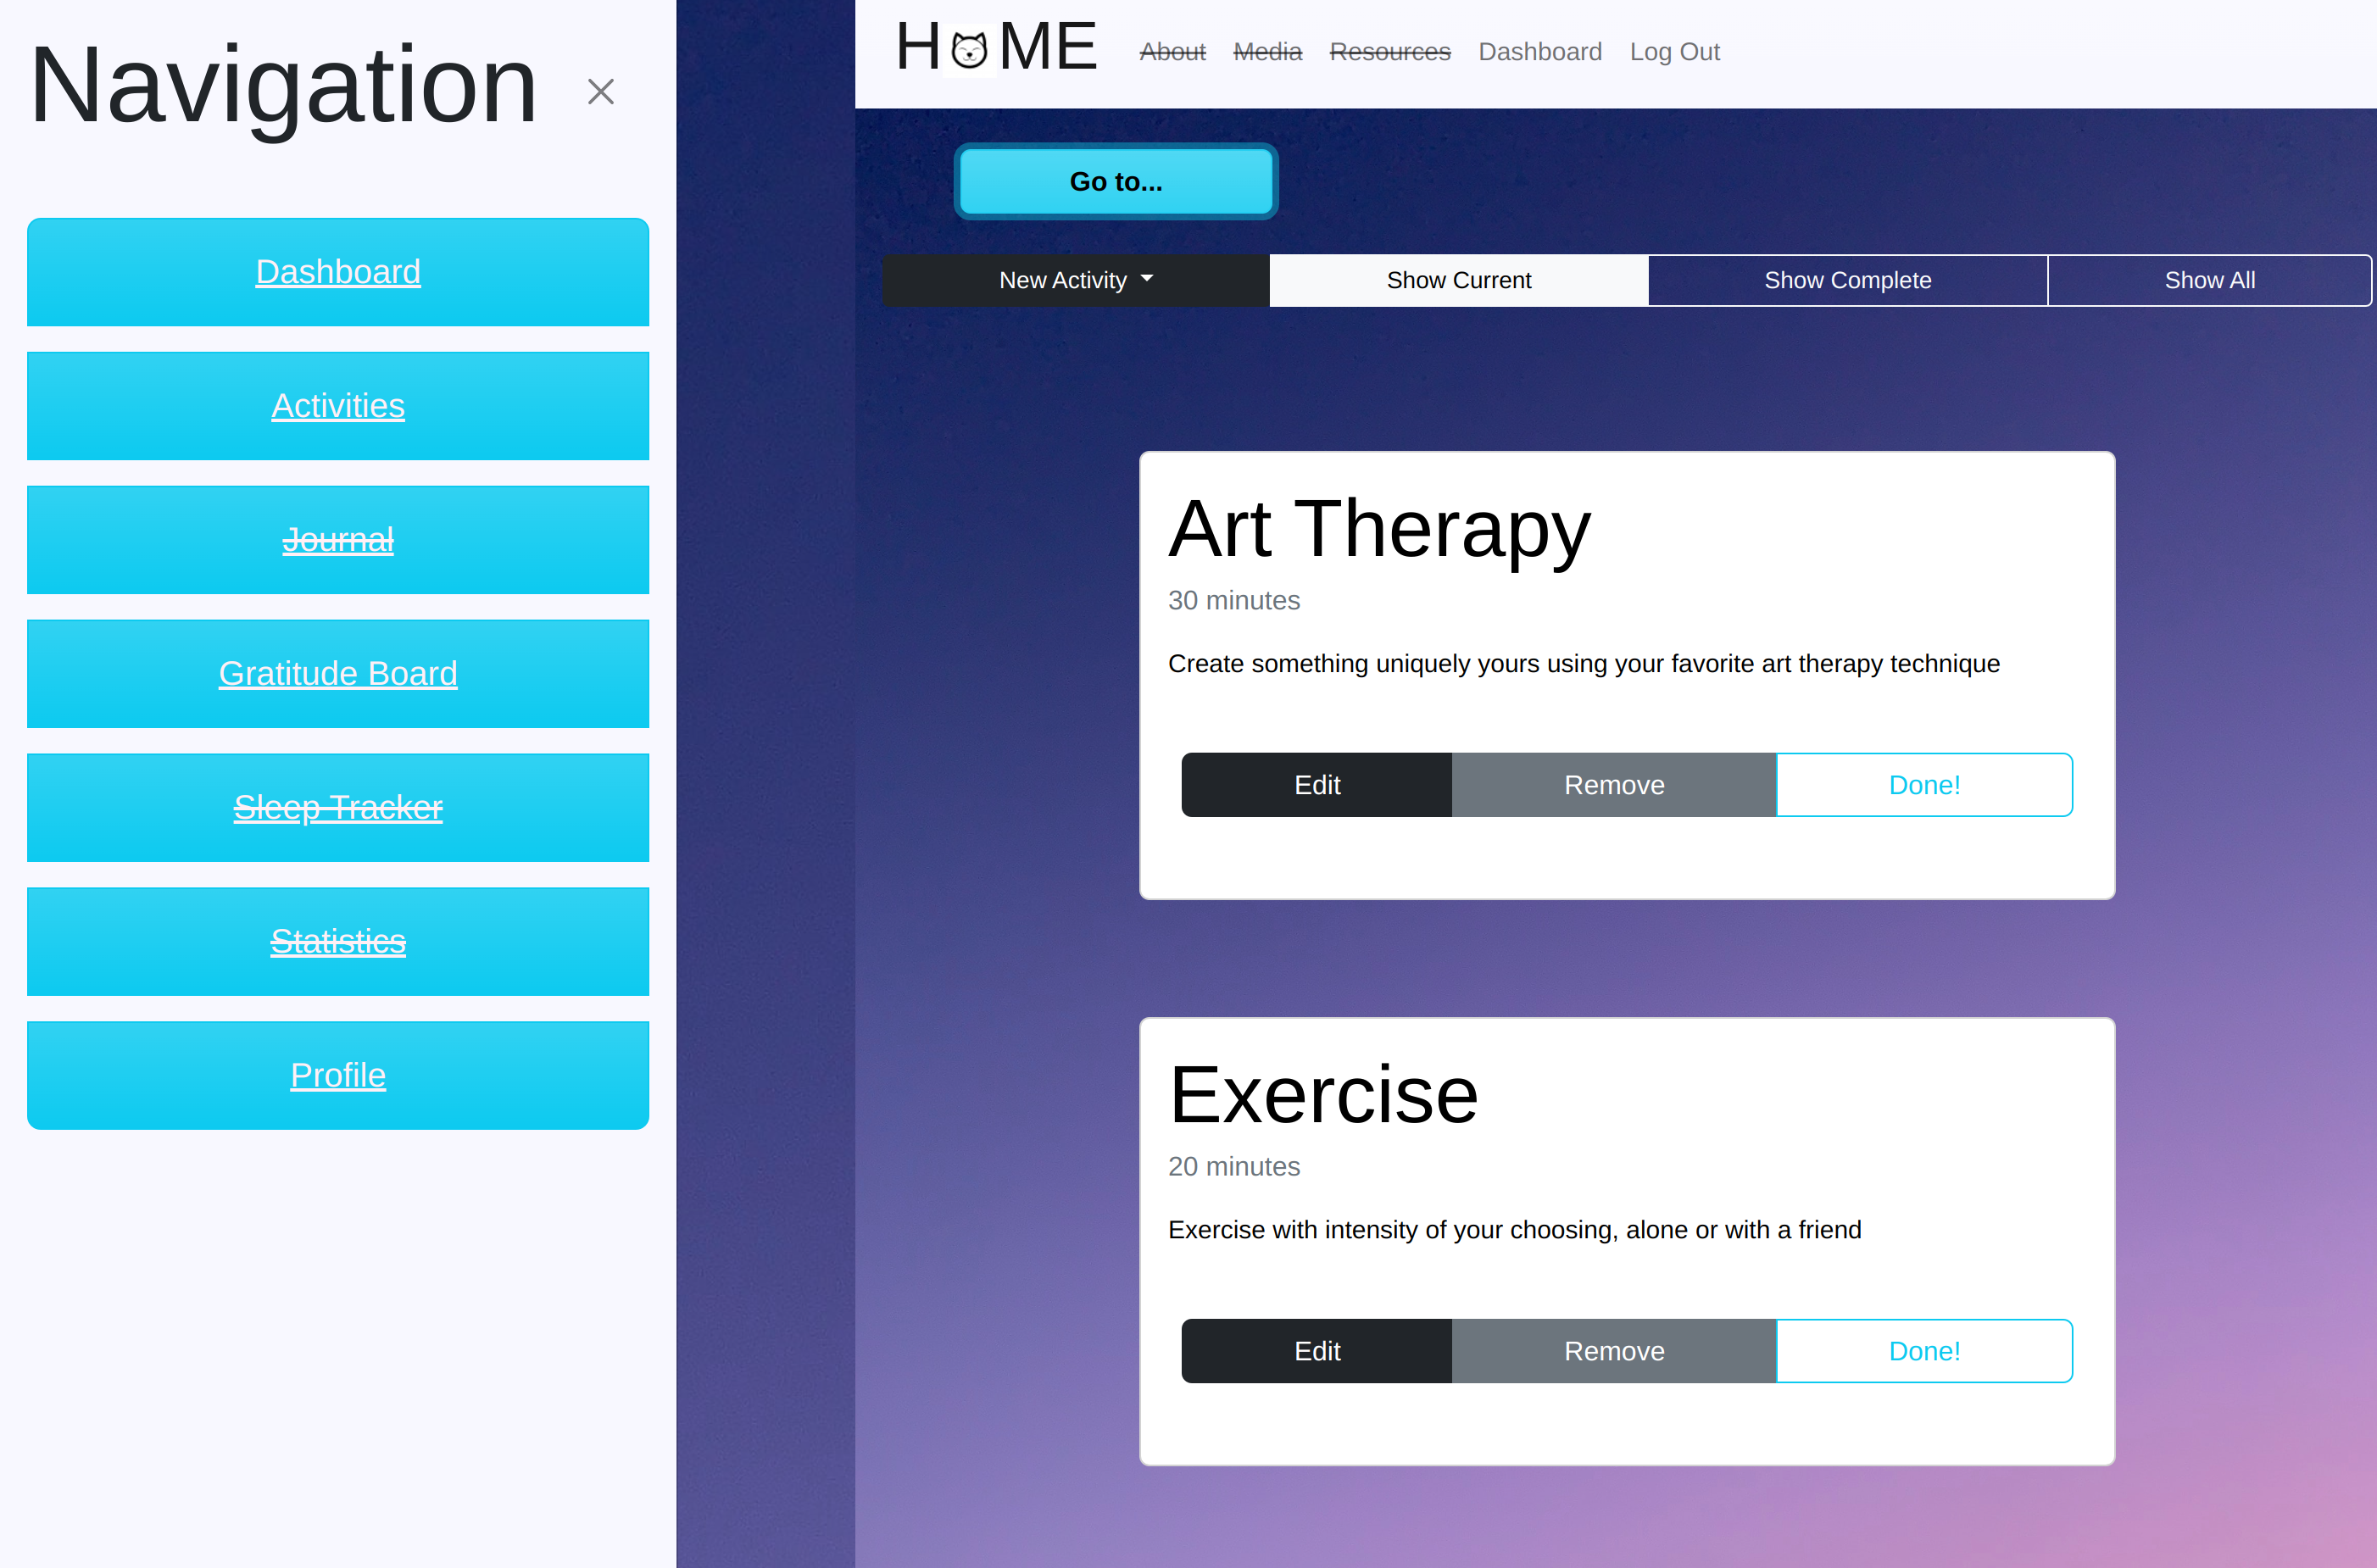 Navigation
Dashboard
Activities
Journal
Gratitude Board
Sleep Tracker
Statistics
Profile
H ME About Media Resources Dashboard Log Out
Go to...
New Activity Show Current Show Complete Show All
Art Therapy
30 minutes
Create something uniquely yours using your favorite art therapy technique
Edit Remove Done!
Exercise
20 minutes
Exercise with intensity of your choosing, alone or with a friend
Edit Remove Done!